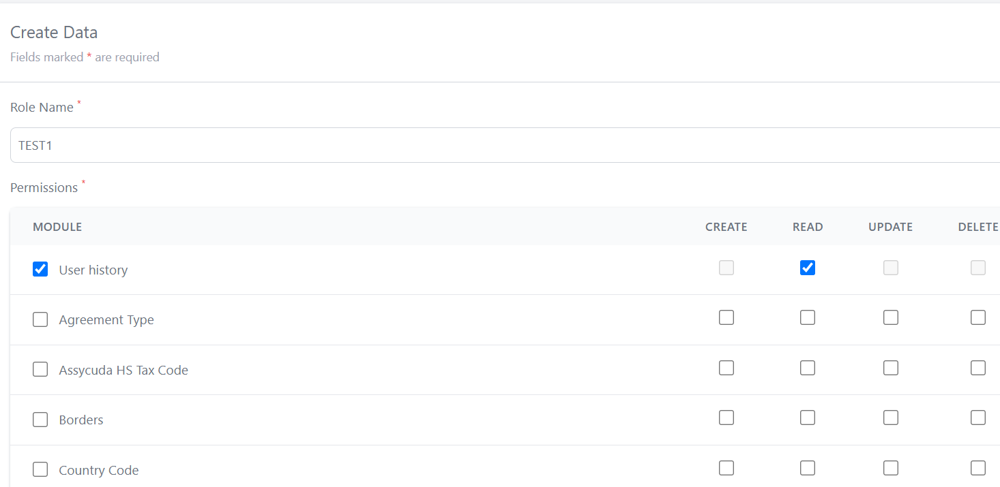 Create Data
Fields marked * are required
Role Name *
TEST1
Permissions *
MODULE CREATE READ UPDATE DELETE
User history
Agreement Type
Assycuda HS Tax Code
Borders
Country Code